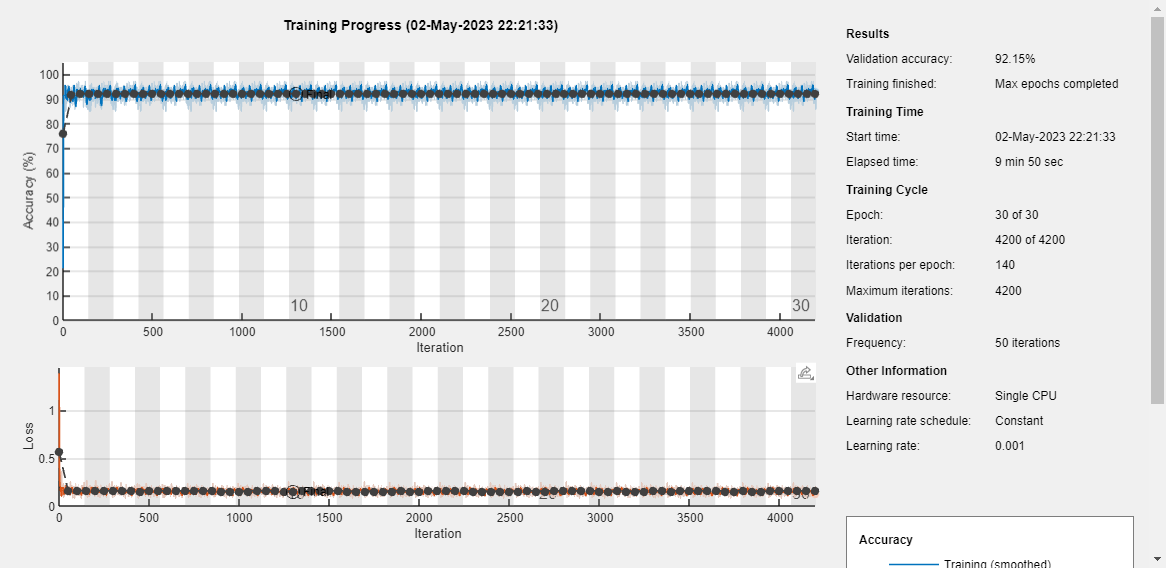 Training Progress (02-May-2023 22:21:33)
100
90
80
70
60
50
40
30
20
10
0
Accuracy (%)
Final
10
20
30
0
500
1000
1500
2000
2500
3000
3500
4000
Iteration
1
0.5
0
Loss
Final
20
30
0
500
1000
1500
2000
2500
3000
3500
4000
Iteration
Results
Validation accuracy: 92.15%
Training finished: Max epochs completed
Training Time
Start time: 02-May-2023 22:21:33
Elapsed time: 9 min 50 sec
Training Cycle
Epoch: 30 of 30
Iteration: 4200 of 4200
Iterations per epoch: 140
Maximum iterations: 4200
Validation
Frequency: 50 iterations
Other Information
Hardware resource: Single CPU
Learning rate schedule: Constant
Learning rate: 0.001
Accuracy
Training (smoothed)